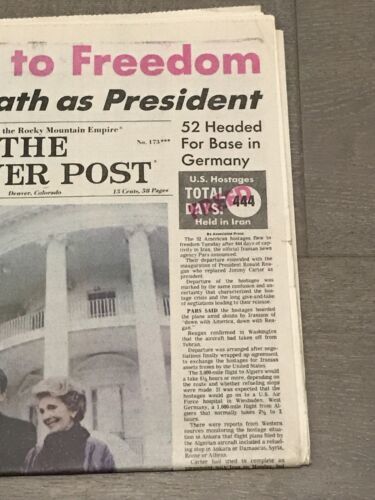 to Freedom
ath as President
the Rocky Mountain Empire"
THE
No. 173***
VER POST
Denver, Colorado
15 Cents, 58 Pages
52 Headed
For Base in
Germany
U.S. Hostages
TOTAL
DAYS: 444
Held in Iran
By Associated Press
The 52 American hostages flew to
freedom Tuesday after 444 days of cap-
tivity in Iran, the official Iranian news
agency Pars announced.
Their departure coincided with the
inauguration of President Ronald Rea-
gan who replaced Jimmy Carter as
president.
Departure of the hostages was
marked by the same confusion and un-
certainty that characterized the hos-
tage crisis and the long give-and-take
of negotiations leading to their release.
PARS SAID the hostages boarded
the plane amid shouts by Iranians of
"down with America, down with Rea-
gan."
Reagan confirmed in Washington
that the aircraft had taken off from
Tehran.
Departure was arranged after nego-
tiations finally wrapped up agreement
to exchange the hostages for Iranian
assets frozen by the United States.
The 3,000-mile flight to Algiers would
take 6½ hours or more, depending on
the route and whether refueling stops
were made. It was expected that the
hostages would go on to a U.S. Air
Force hospital in Wiesbaden, West
Germany, a 1,000-mile flight from Al-
giers that normally takes 2½ to 3
hours.
There were reports from Western
sources monitoring the hostage situa-
tion in Ankara that flight plans filed by
the Algerian aircraft included a refuel-
ing stop in Ankara or Damascus, Syria,
Rome or Athens.
Carter had tried to complete an